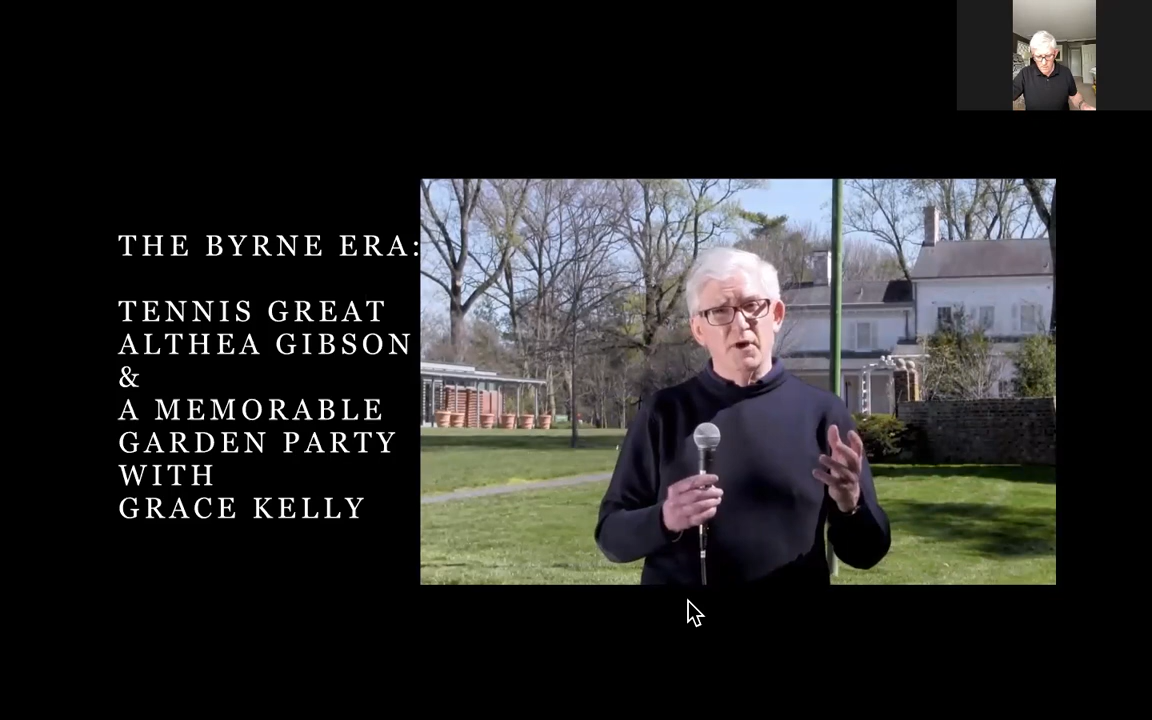 THE BYRNE ERA:
TENNIS GREAT
ALTHEA GIBSON
&
A MEMORABLE
GARDEN PARTY
WITH
GRACE KELLY